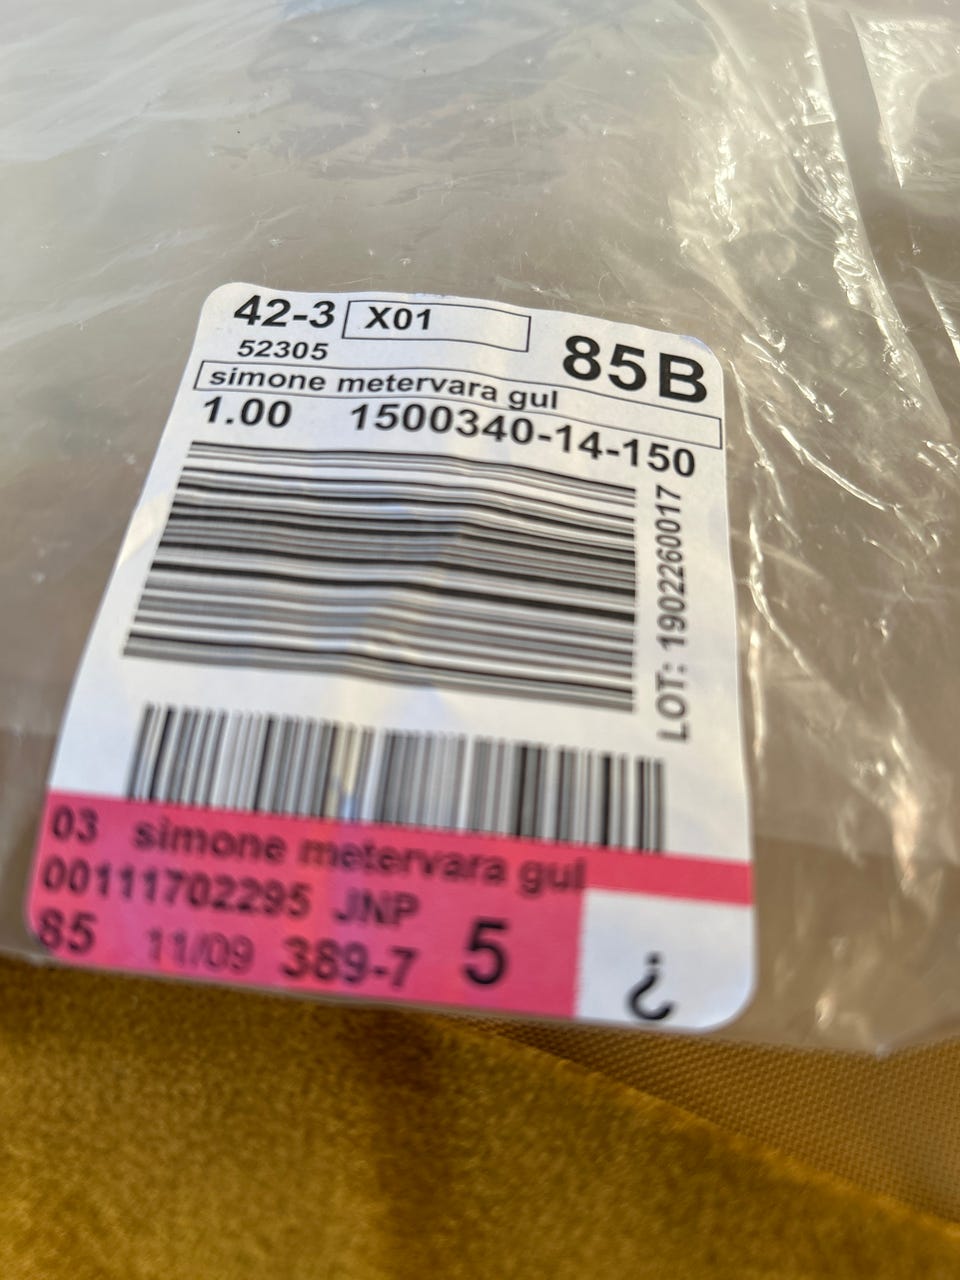 42-3 X01
52305
85B
simone metervara gul
1.00 1500340-14-150
LOT: 1902260017
03 simone metervara gul
00111702295 JNP
85 11/09 389-7 5
¿